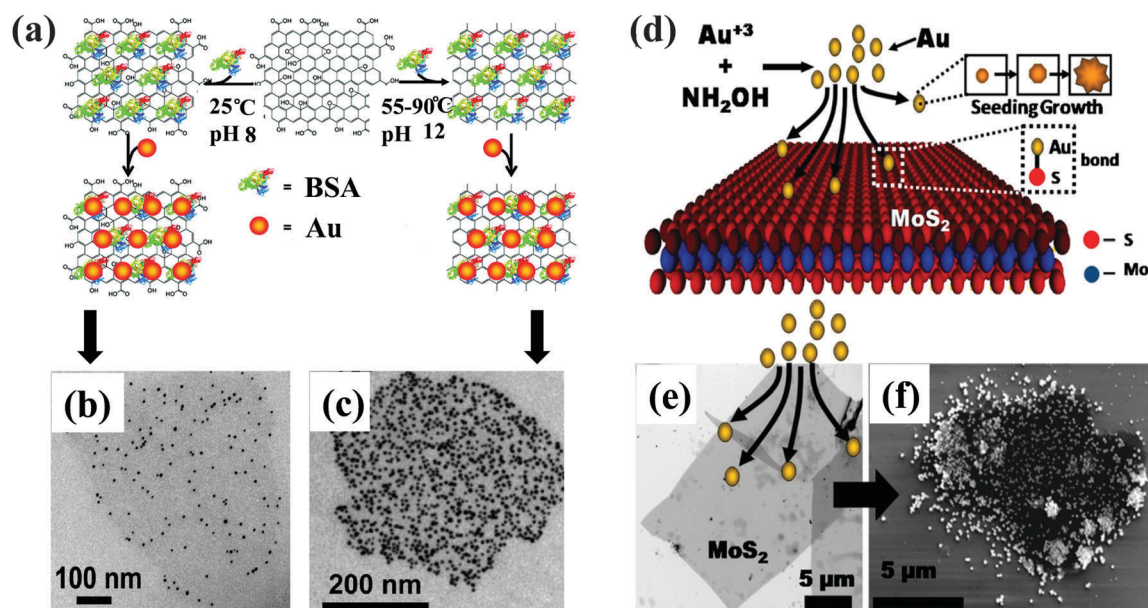 (a)
25°C
pH 8
55-90°C
pH 12
= BSA
= Au
(b)
100 nm
(c)
200 nm
(d)
Au+3
+
NH2OH
Au
Seeding Growth
Au
bond
S
MoS2
– S
– Mo
(e)
MoS2
5 µm
(f)
5 µm